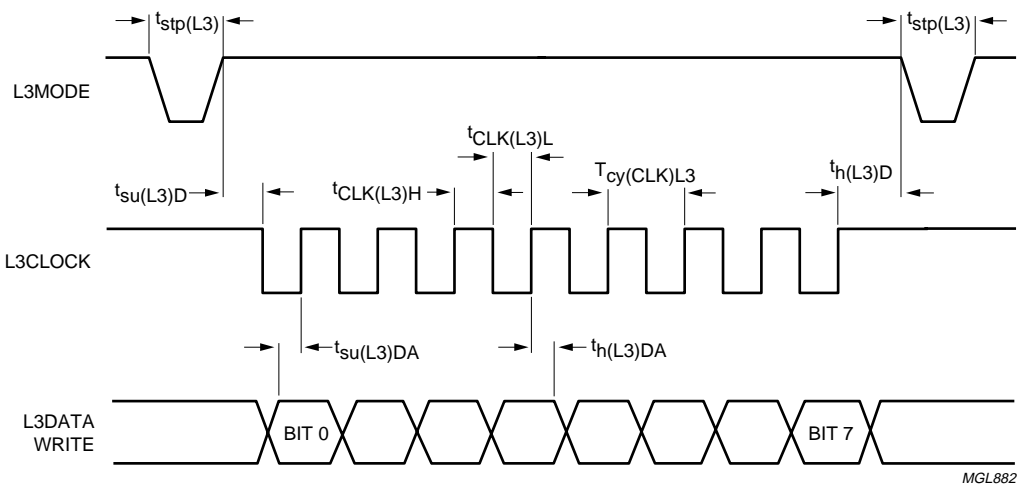 tstp(L3)
tstp(L3)
L3MODE
tCLK(L3)L
tsu(L3)D
tCLK(L3)H
Tcy(CLK)L3
th(L3)D
L3CLOCK
tsu(L3)DA
th(L3)DA
L3DATA
WRITE
BIT 0
BIT 7
MGL882